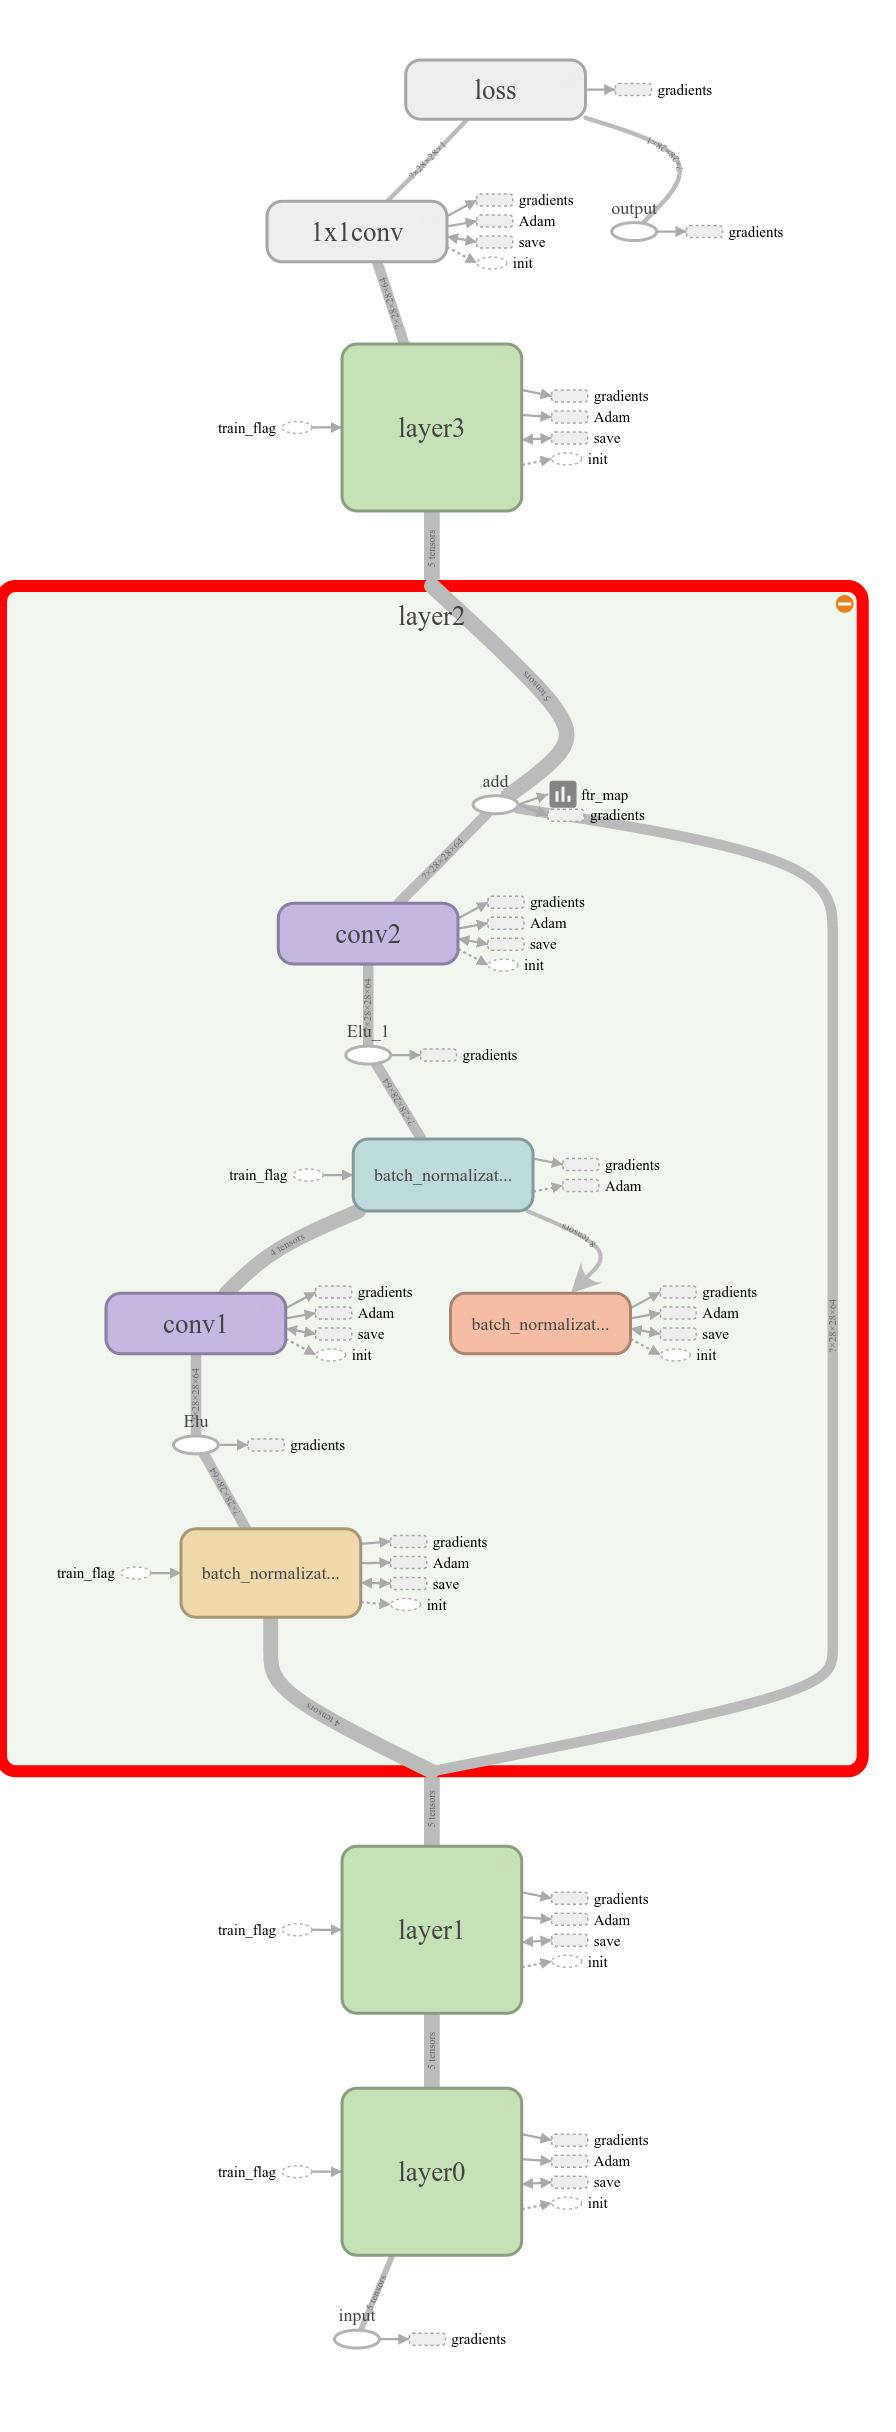 loss
gradients
?×28×28×1
?×28×28×1
1x1conv
gradients
Adam
save
init
output
gradients
?×28×28×64
layer3
train_flag
gradients
Adam
save
init
5 tensors
layer2
5 tensors
add
ftr_map
gradients
?×28×28×64
conv2
gradients
Adam
save
init
×28×28×64
Elu_1
gradients
?×28×28×64
batch_normalizat...
train_flag
gradients
Adam
4 tensors
8 tensors
conv1
gradients
Adam
save
init
batch_normalizat...
gradients
Adam
save
init
?×28×28×64
×28×28×64
Elu
gradients
?×28×28×64
batch_normalizat...
train_flag
gradients
Adam
save
init
4 tensors
5 tensors
layer1
train_flag
gradients
Adam
save
init
5 tensors
layer0
train_flag
gradients
Adam
save
init
5 tensors
input
gradients